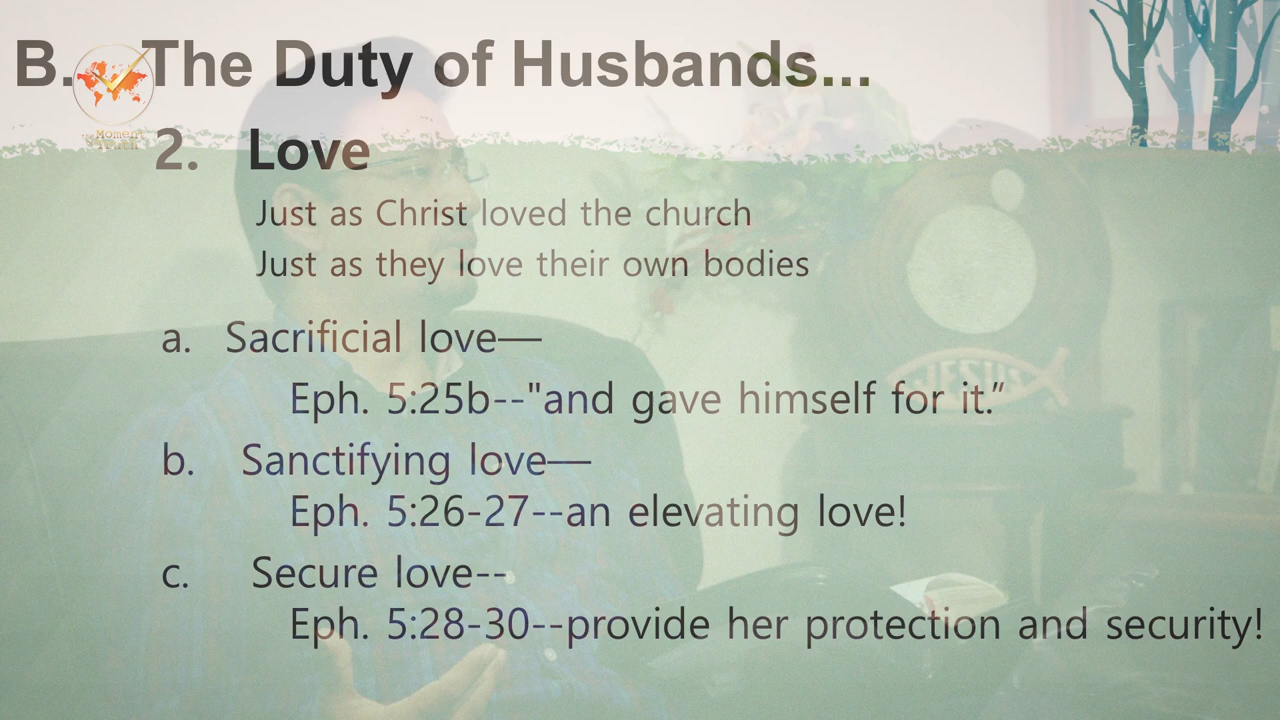 B. The Duty of Husbands...
Moment
Truth
2. Love
Just as Christ loved the church
Just as they love their own bodies
a. Sacrificial love—
Eph. 5:25b--"and gave himself for it.”
b. Sanctifying love—
Eph. 5:26-27--an elevating love!
c. Secure love--
Eph. 5:28-30--provide her protection and security!